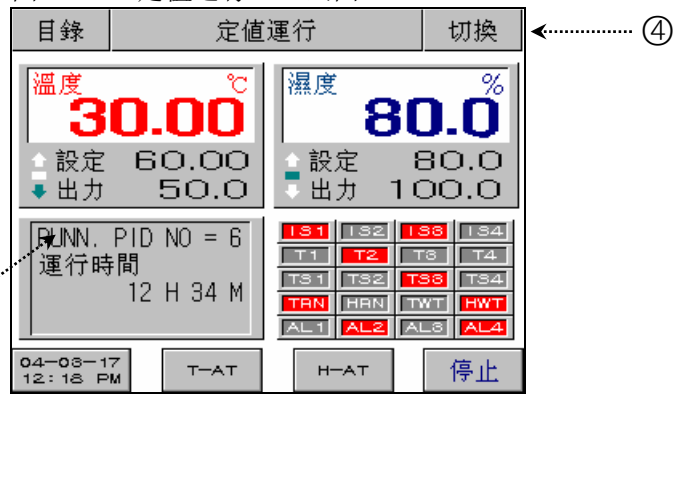 目錄 定值運行 切換 ④
溫度 ℃ 濕度 %
30.00 80.0
設定 60.00 設定 80.0
出力 50.0 出力 100.0
RUNN. PID NO = 6
運行時間
12 H 34 M
IS1 IS2 IS3 IS4
T1 T2 T3 T4
TS1 TS2 TS3 TS4
TRN HRN TWT HWT
AL1 AL2 AL3 AL4
04-03-17
12:18 PM
T-AT H-AT 停止